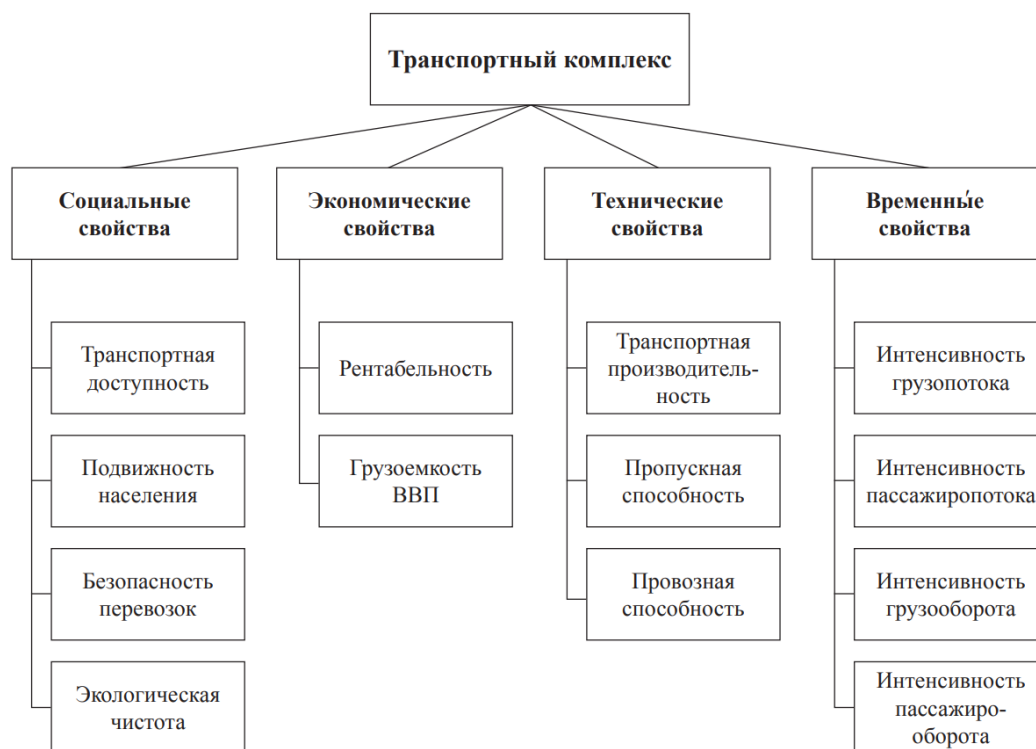 Транспортный комплекс
Социальные
свойства
Экономические
свойства
Технические
свойства
Временны́е
свойства
Транспортная
доступность
Подвижность
населения
Безопасность
перевозок
Экологическая
чистота
Рентабельность
Грузоемкость
ВВП
Транспортная
производитель-
ность
Пропускная
способность
Провозная
способность
Интенсивность
грузопотока
Интенсивность
пассажиропотока
Интенсивность
грузооборота
Интенсивность
пассажиро-
оборота